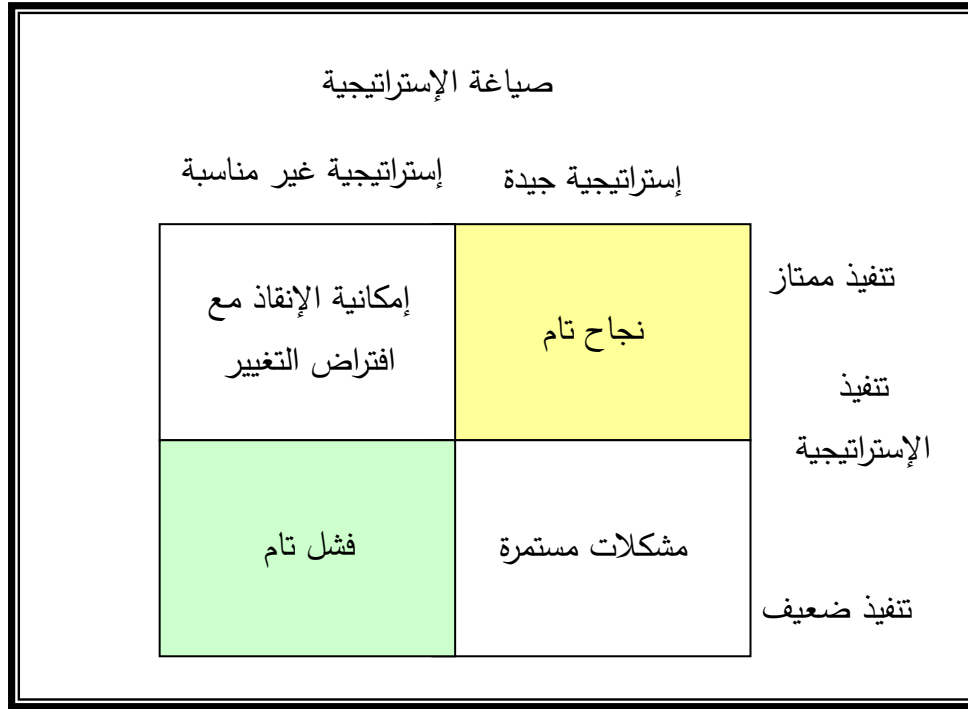 صياغة الإستراتيجية
إستراتيجية جيدة
إستراتيجية غير مناسبة
تنفيذ ممتاز
نجاح تام
إمكانية الإنقاذ مع
افتراض التغيير
تنفيذ
الإستراتيجية
مشكلات مستمرة
فشل تام
تنفيذ ضعيف